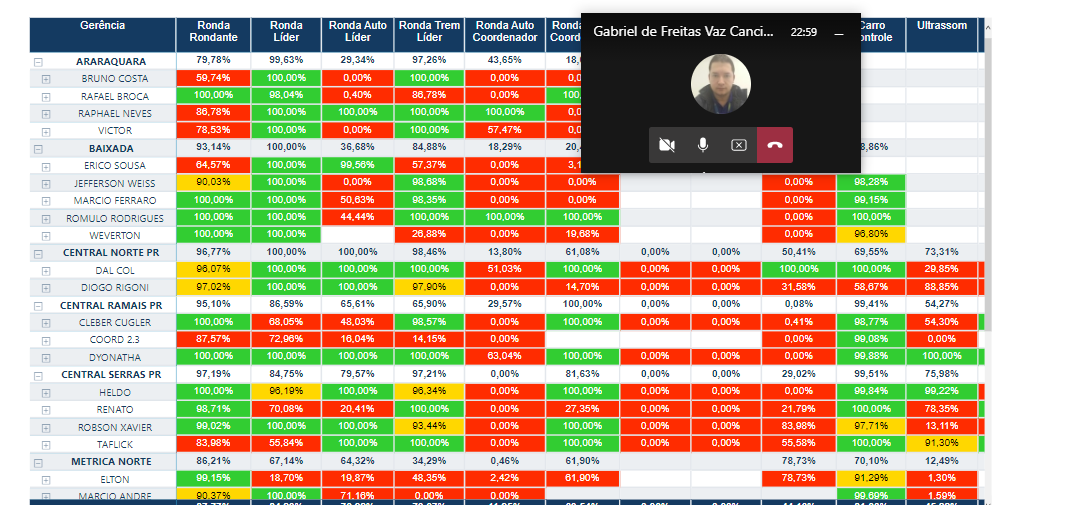 Gerência Ronda Rondante Ronda Líder Ronda Auto Líder Ronda Trem Líder Ronda Auto Coordenador Ronda Coord Carro ntrole Ultrassom
Gabriel de Freitas Vaz Canci... 22:59
ARARAQUARA 79,78% 99,63% 29,34% 97,26% 43,65% 18,
BRUNO COSTA 59,74% 100,00% 0,00% 100,00% 0,00% 0,0
RAFAEL BROCA 100,00% 98,04% 0,40% 86,78% 0,00% 100,
RAPHAEL NEVES 86,78% 100,00% 100,00% 100,00% 100,00% 0,0
VICTOR 78,53% 100,00% 0,00% 100,00% 57,47% 0,0
BAIXADA 93,14% 100,00% 36,68% 84,88% 18,29% 20, 8,86%
ERICO SOUSA 64,57% 100,00% 99,56% 57,37% 0,00% 3,1
JEFFERSON WEISS 90,03% 100,00% 0,00% 98,68% 0,00% 0,00% 0,00% 98,28%
MARCIO FERRARO 100,00% 100,00% 50,63% 98,35% 0,00% 0,00% 0,00% 99,15%
ROMULO RODRIGUES 100,00% 100,00% 44,44% 100,00% 100,00% 100,00% 0,00% 100,00%
WEVERTON 100,00% 100,00% 26,88% 0,00% 19,68% 0,00% 96,80%
CENTRAL NORTE PR 96,77% 100,00% 100,00% 98,46% 13,80% 61,08% 0,00% 0,00% 50,41% 69,55% 73,31%
DAL COL 96,07% 100,00% 100,00% 100,00% 51,03% 100,00% 0,00% 0,00% 100,00% 100,00% 29,85%
DIOGO RIGONI 97,02% 100,00% 100,00% 97,90% 0,00% 14,70% 0,00% 0,00% 31,58% 58,67% 88,85%
CENTRAL RAMAIS PR 95,10% 86,59% 65,61% 65,90% 29,57% 100,00% 0,00% 0,00% 0,08% 99,41% 54,27%
CLEBER CUGLER 100,00% 68,05% 48,03% 98,57% 0,00% 100,00% 0,00% 0,00% 0,41% 98,77% 54,30%
COORD 2.3 87,57% 72,96% 16,04% 14,15% 0,00% 0,00% 99,08% 0,00%
DYONATHA 100,00% 100,00% 100,00% 100,00% 63,04% 100,00% 0,00% 0,00% 0,00% 99,88% 100,00%
CENTRAL SERRAS PR 97,19% 84,75% 79,57% 97,21% 0,00% 81,63% 0,00% 0,00% 29,02% 99,51% 75,98%
HELDO 100,00% 96,19% 100,00% 96,34% 0,00% 100,00% 0,00% 0,00% 0,00% 99,84% 99,22%
RENATO 98,71% 70,08% 20,41% 100,00% 0,00% 27,35% 0,00% 0,00% 21,79% 100,00% 78,35%
ROBSON XAVIER 99,02% 100,00% 100,00% 93,44% 0,00% 100,00% 0,00% 0,00% 83,98% 97,71% 13,11%
TAFLICK 83,98% 55,84% 100,00% 100,00% 0,00% 100,00% 0,00% 0,00% 55,58% 100,00% 91,30%
METRICA NORTE 86,21% 67,14% 64,32% 34,29% 0,46% 61,90% 78,73% 70,10% 12,49%
ELTON 99,15% 18,70% 19,87% 48,35% 2,42% 61,90% 78,73% 91,29% 1,30%
MARCIO ANDRE 90,37% 100,00% 71,16% 0,00% 0,00% 99,69% 1,59%